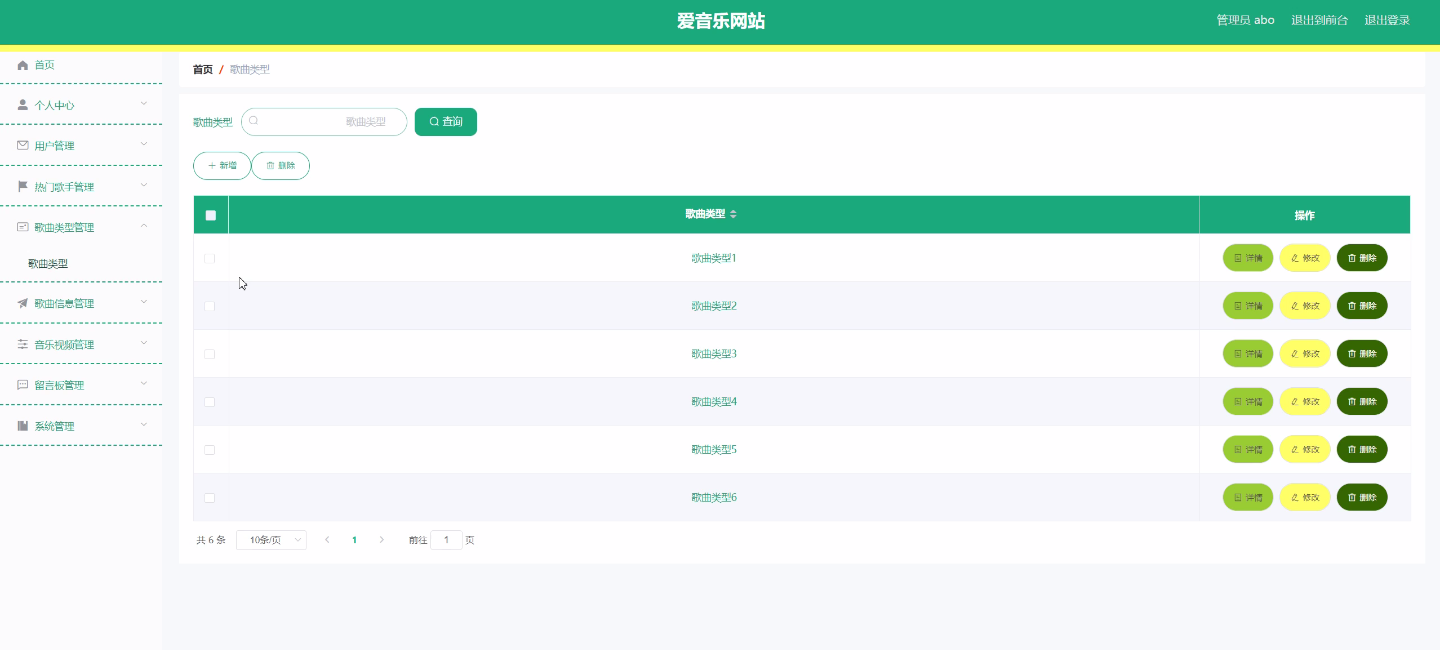 爱音乐网站
管理员 abo 退出到前台 退出登录
首页
个人中心
用户管理
热门歌手管理
歌曲类型管理
歌曲类型
歌曲信息管理
音乐视频管理
留言板管理
系统管理
首页 / 歌曲类型
歌曲类型 歌曲类型 查询
新增 删除
歌曲类型 操作
歌曲类型1 详情 修改 删除
歌曲类型2 详情 修改 删除
歌曲类型3 详情 修改 删除
歌曲类型4 详情 修改 删除
歌曲类型5 详情 修改 删除
歌曲类型6 详情 修改 删除
共 6 条 10条/页 1 前往 1 页